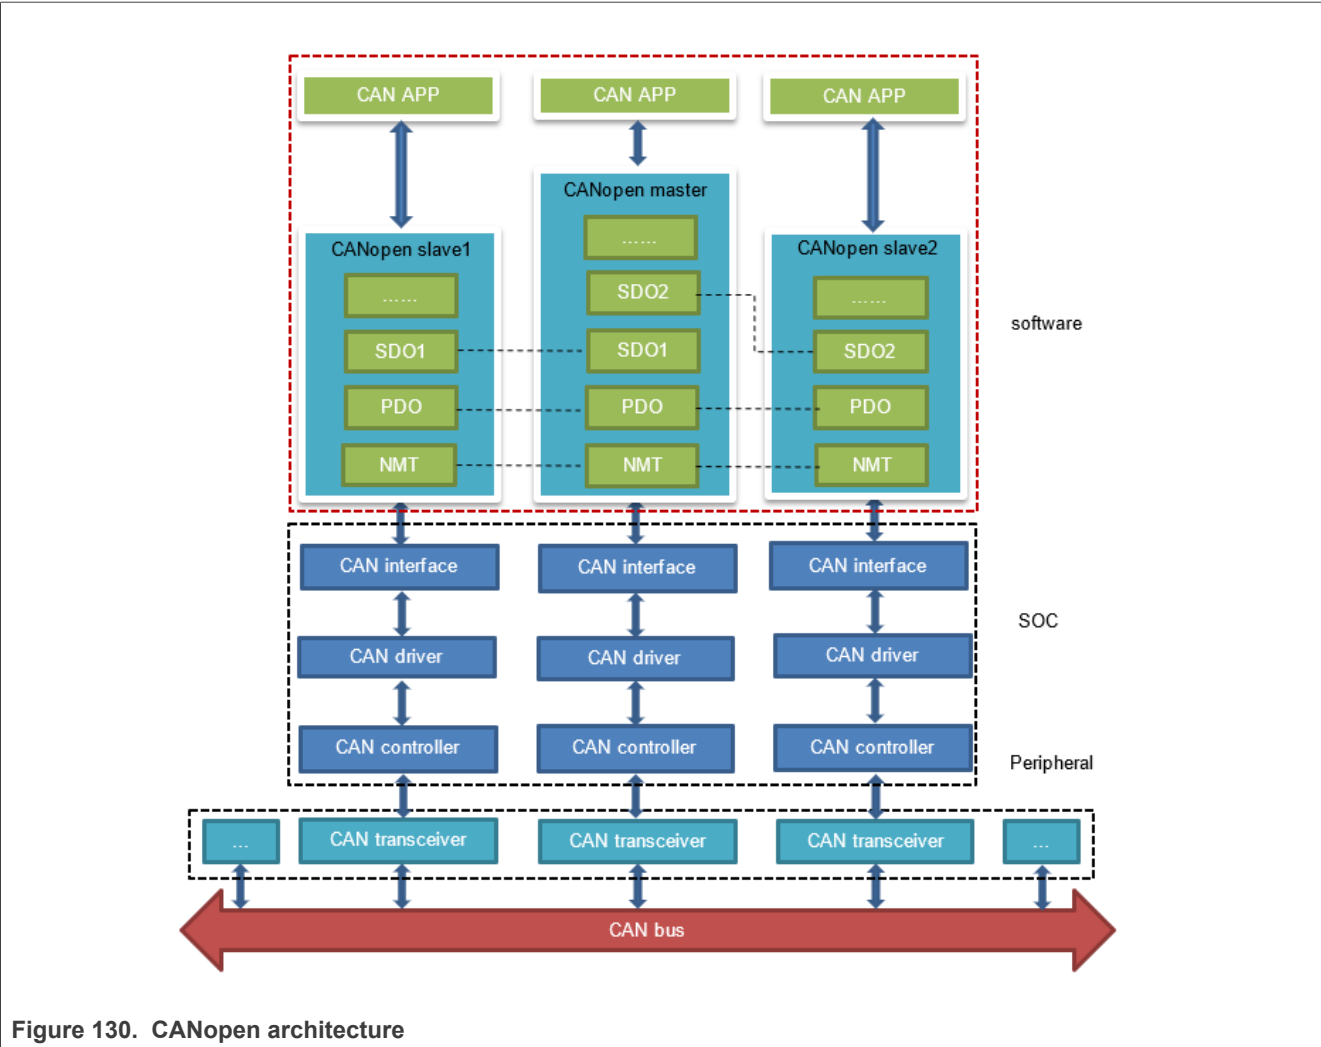 CAN APP
CAN APP
CAN APP
CANopen master
CANopen slave1
CANopen slave2
......
......
......
SDO2
SDO1
SDO1
SDO2
software
PDO
PDO
PDO
NMT
NMT
NMT
CAN interface
CAN interface
CAN interface
SOC
CAN driver
CAN driver
CAN driver
CAN controller
CAN controller
CAN controller
Peripheral
...
CAN transceiver
CAN transceiver
CAN transceiver
...
CAN bus
Figure 130. CANopen architecture